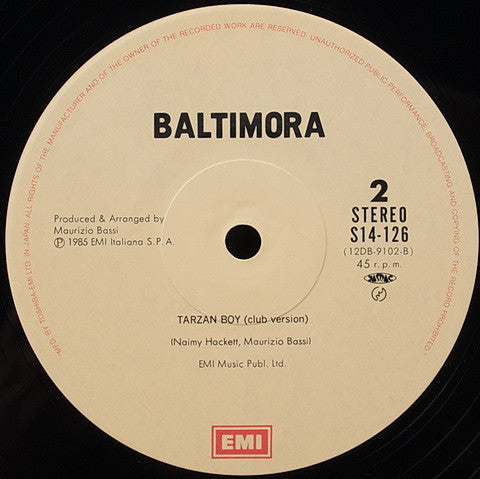 ALL RIGHTS OF THE MANUFACTURER AND OF THE OWNER OF THE RECORDED WORK ARE RESERVED. UNAUTHORIZED PUBLIC PERFORMANCE, BROADCASTING AND COPYING OF THE RECORD PROHIBITED.
MFD BY TOSHIBA-EMI LTD. IN JAPAN.
BALTIMORA
2
STEREO
S14-126
(12DB-9102-B)
45 r.p.m.
Produced & Arranged by
Maurizio Bassi
℗ 1985 EMI Italiana S.P.A.
TARZAN BOY (club version)
(Naimy Hackett, Maurizio Bassi)
EMI Music Publ. Ltd.
EMI